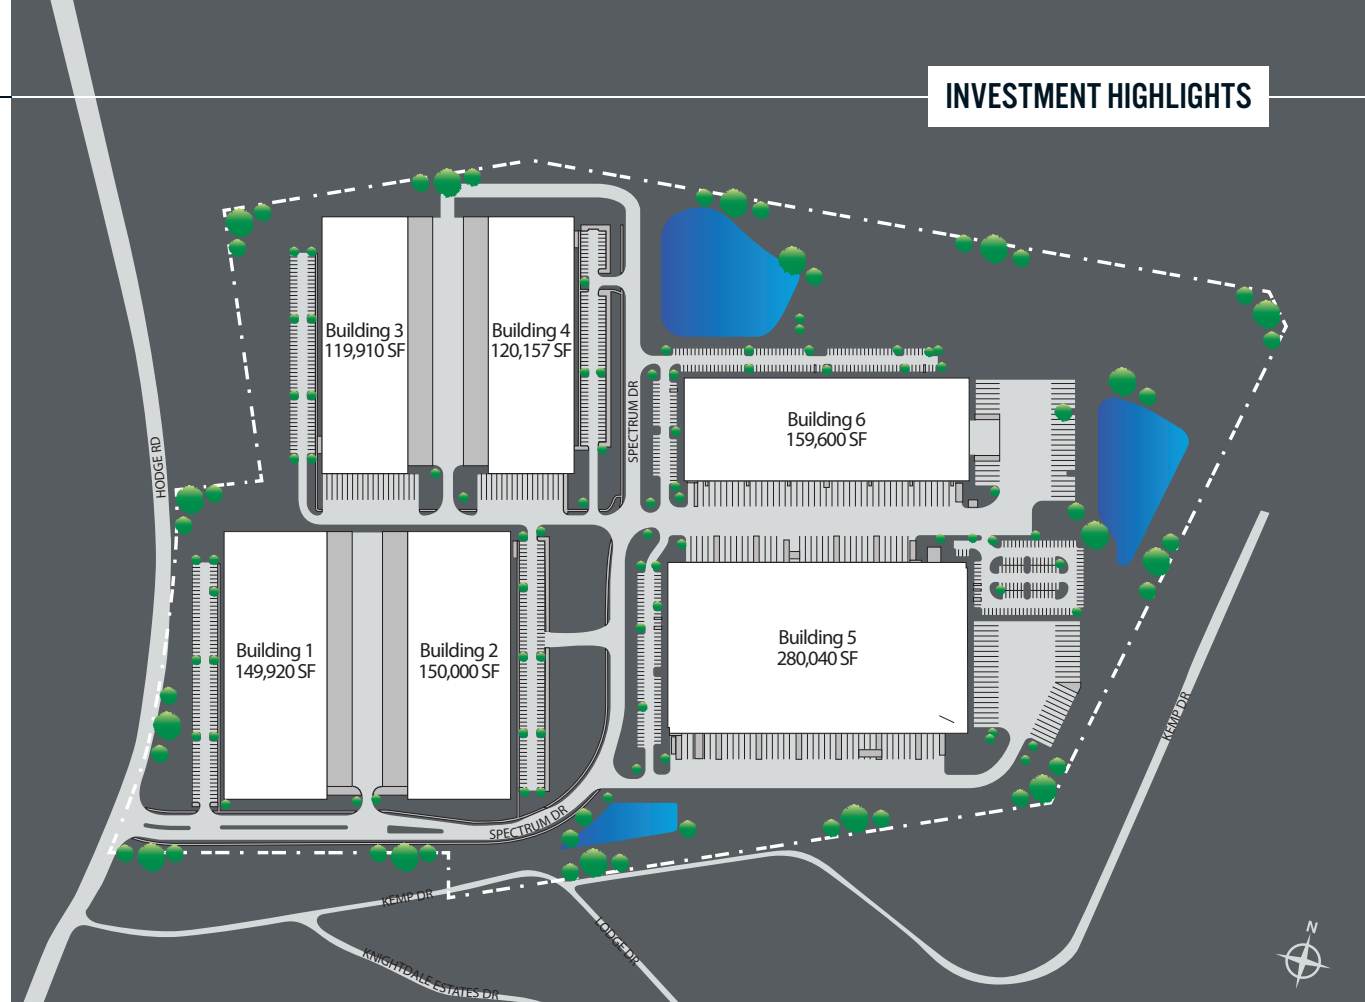 INVESTMENT HIGHLIGHTS
Building 3
119,910 SF
Building 4
120,157 SF
SPECTRUM DR
Building 6
159,600 SF
HODGE RD
Building 1
149,920 SF
Building 2
150,000 SF
Building 5
280,040 SF
KEMP DR
SPECTRUM DR
KEMP DR
LODGE DR
KNIGHTDALE ESTATES DR
N